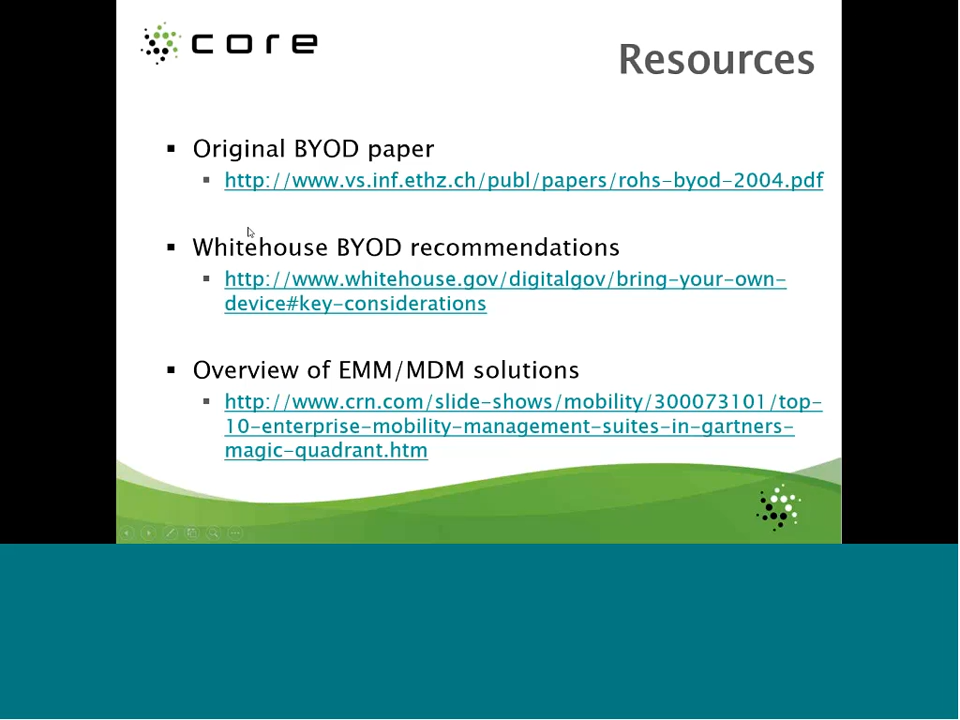 core
Resources
Original BYOD paper
http://www.vs.inf.ethz.ch/publ/papers/rohs-byod-2004.pdf
Whitehouse BYOD recommendations
http://www.whitehouse.gov/digitalgov/bring-your-own-
device#key-considerations
Overview of EMM/MDM solutions
http://www.crn.com/slide-shows/mobility/300073101/top-
10-enterprise-mobility-management-suites-in-gartners-
magic-quadrant.htm